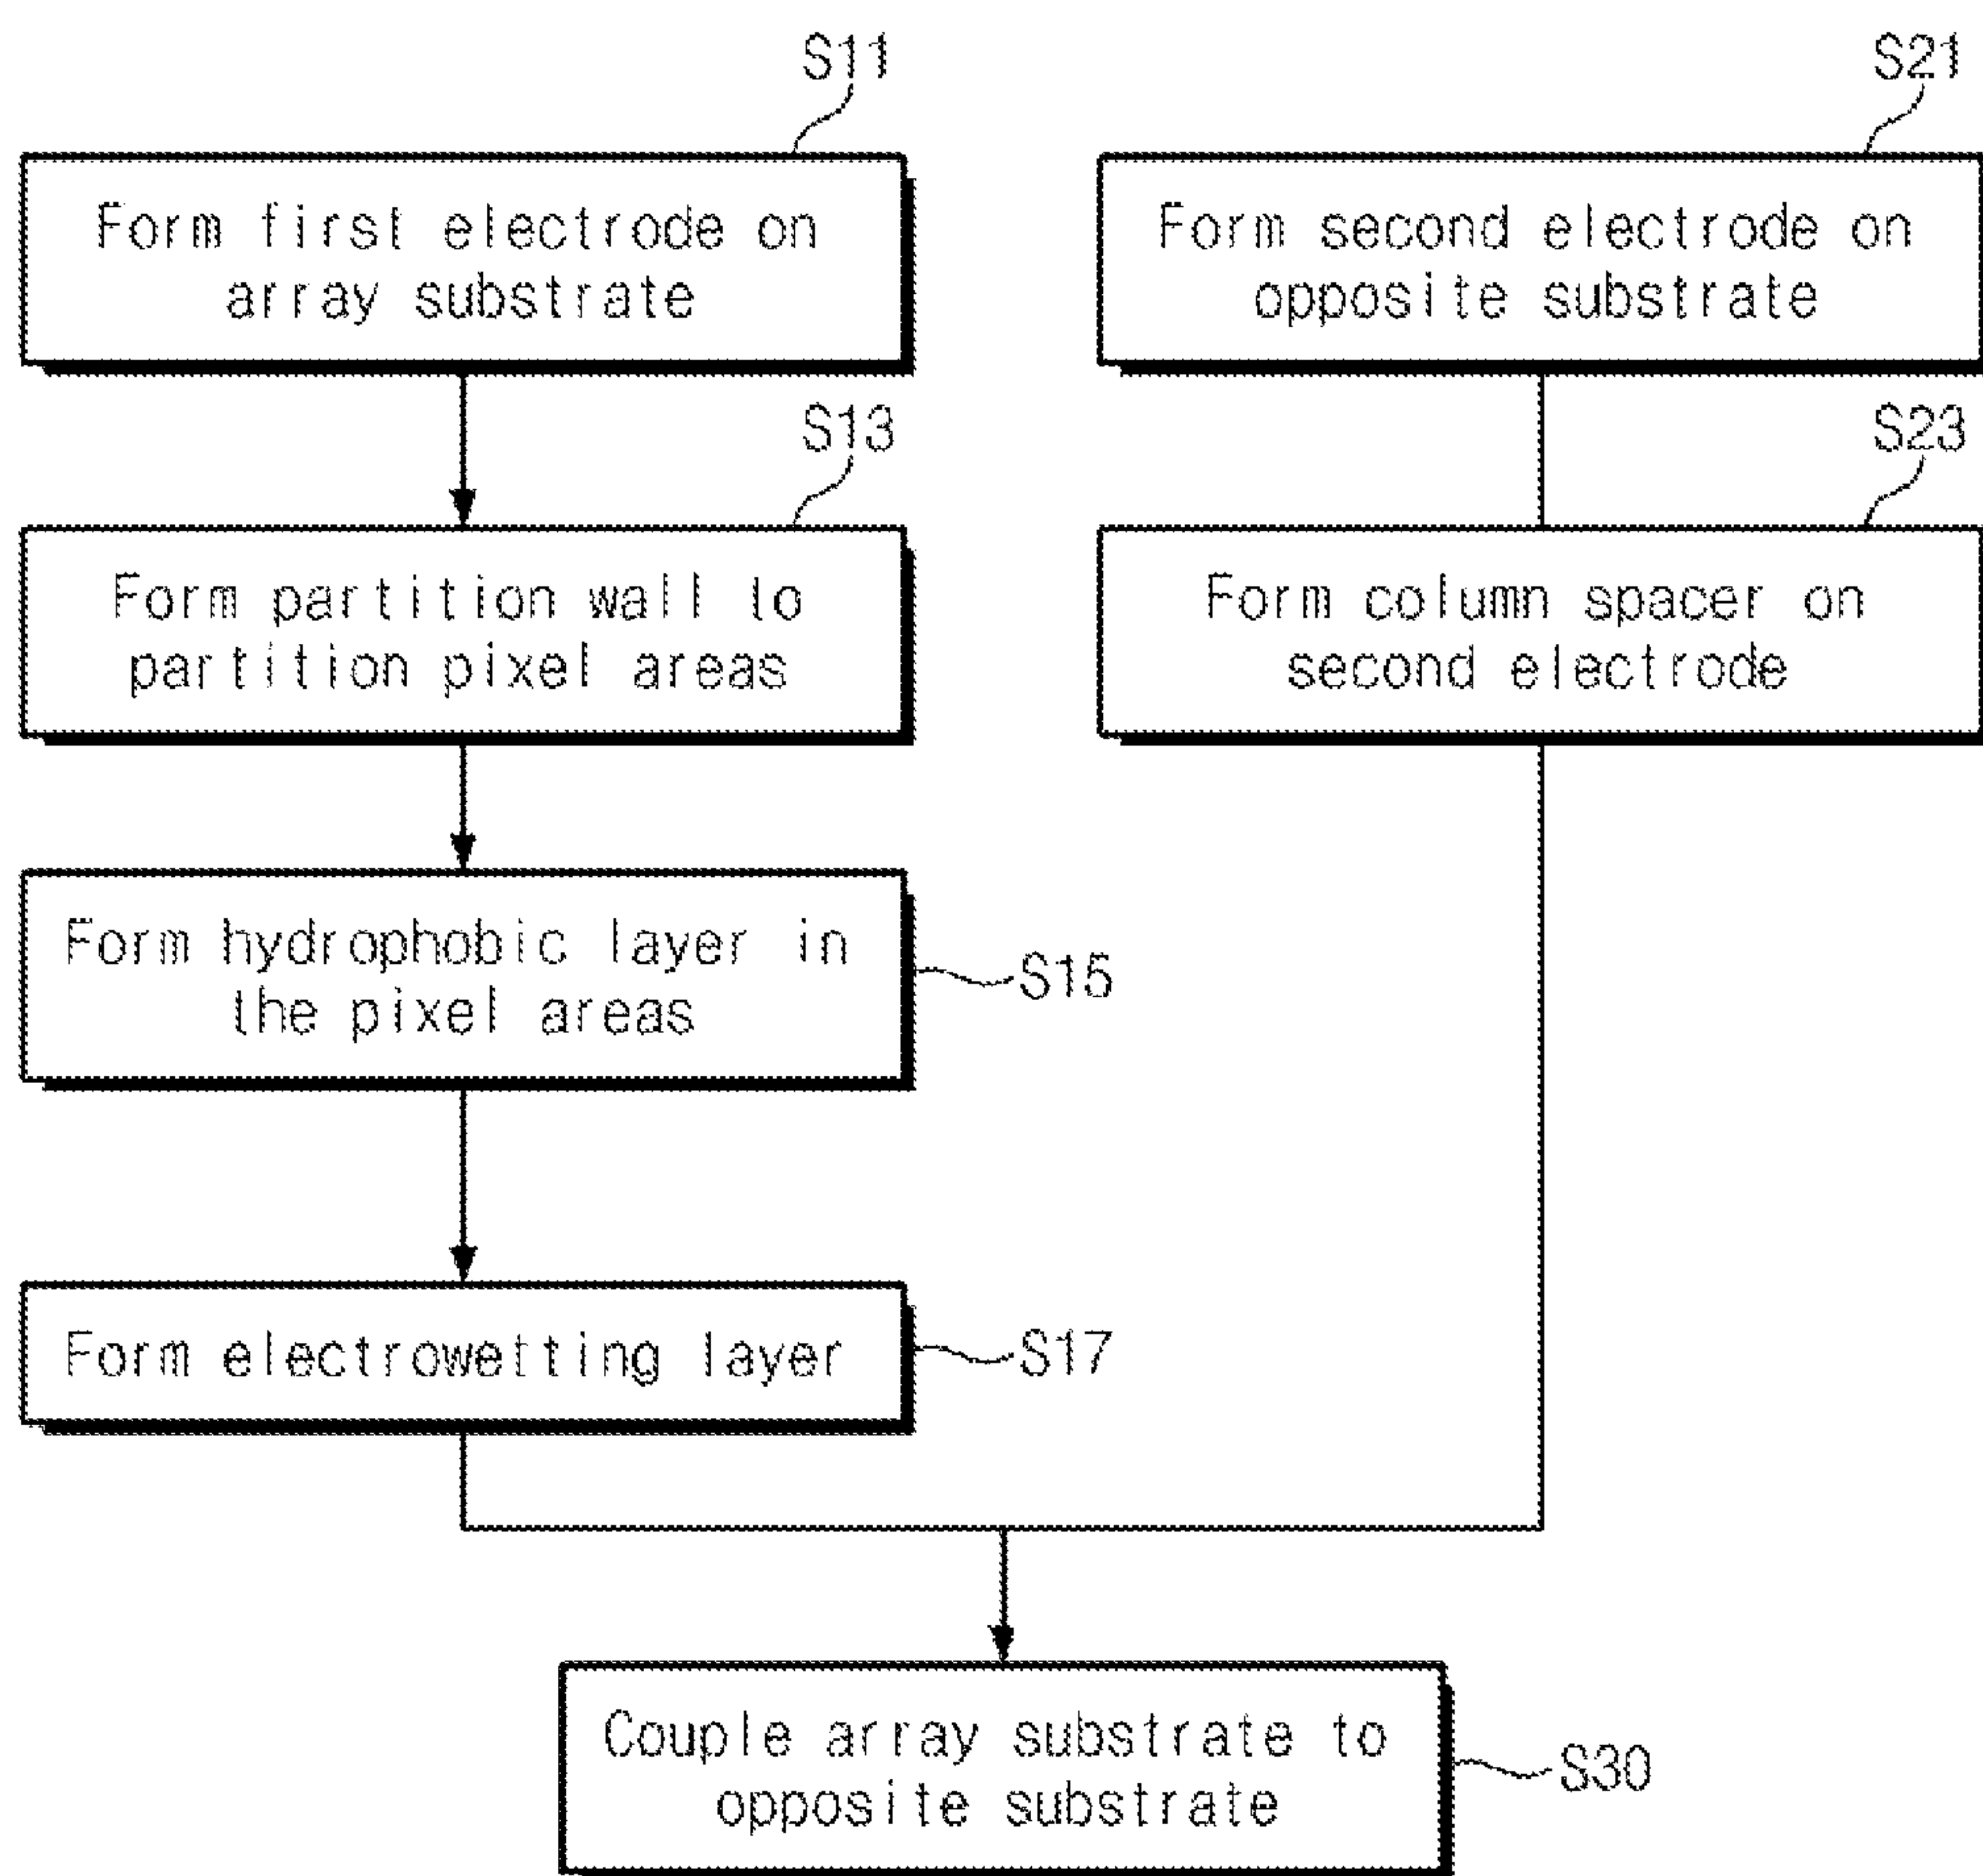 S11
Form first electrode on
array substrate
S13
Form partition wall to
partition pixel areas
Form hydrophobic layer in
the pixel areas
S15
Form electrowetting layer
S17
S21
Form second electrode on
opposite substrate
S23
Form column spacer on
second electrode
Couple array substrate to
opposite substrate
S30